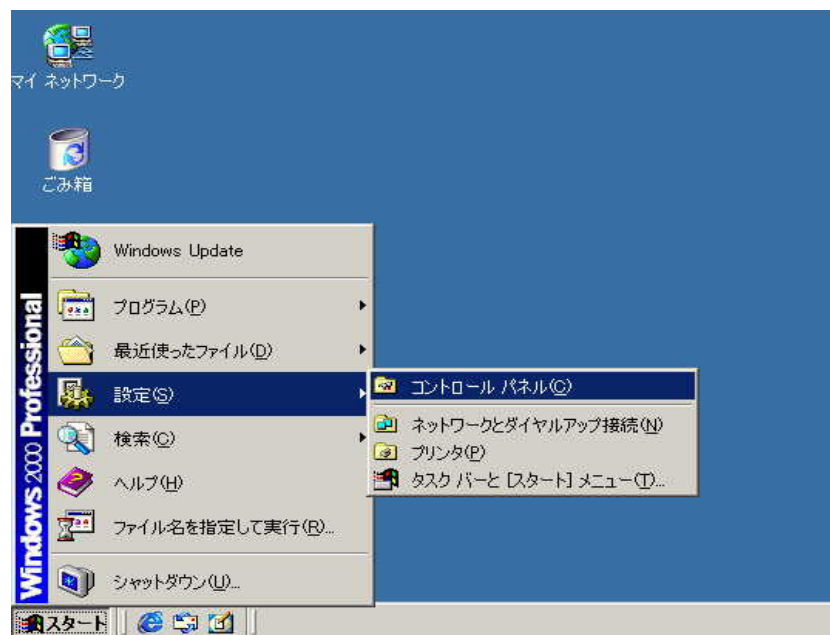 マイ ネットワーク
ごみ箱
Windows 2000 Professional
Windows Update
プログラム(P)
最近使ったファイル(D)
設定(S)
検索(C)
ヘルプ(H)
ファイル名を指定して実行(R)...
シャットダウン(U)...
コントロール パネル(C)
ネットワークとダイヤルアップ接続(N)
プリンタ(P)
タスク バーと [スタート] メニュー(T)...
スタート